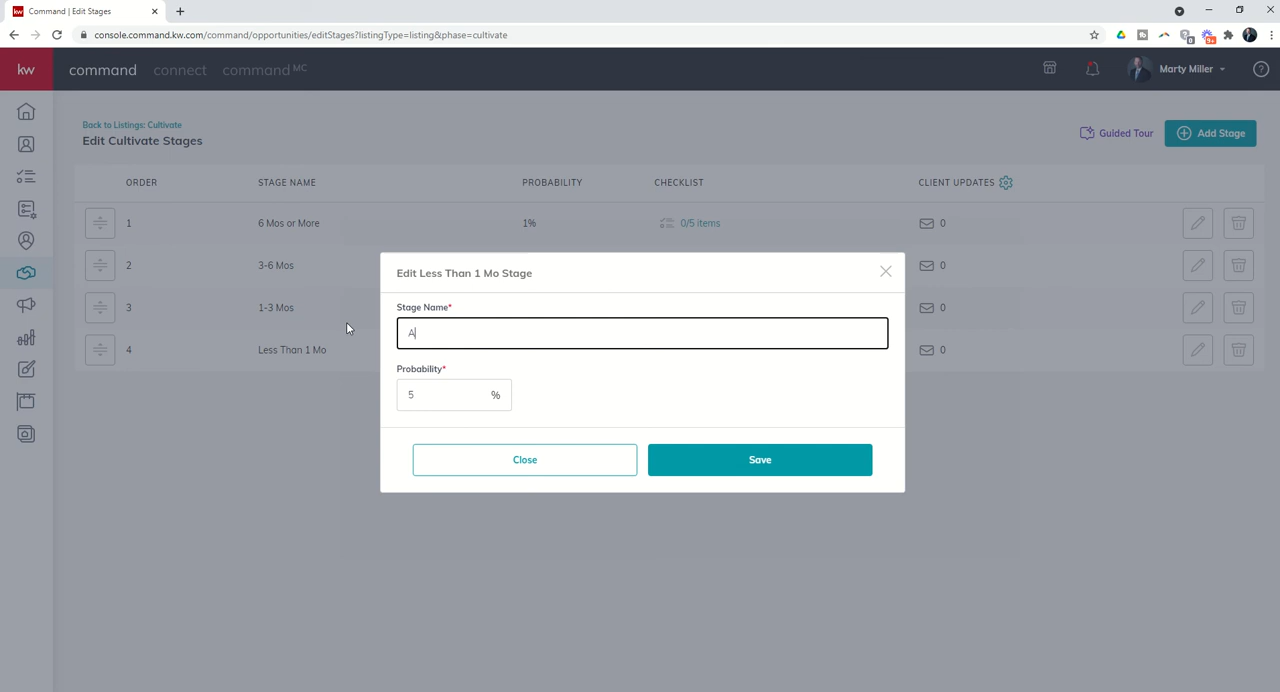 kw Command | Edit Stages
console.command.kw.com/command/opportunities/editStages?listingType=listing&phase=cultivate
8
9+
kw command connect command MC Marty Miller ?
Back to Listings: Cultivate
Edit Cultivate Stages
Guided Tour
Add Stage
ORDER STAGE NAME PROBABILITY CHECKLIST CLIENT UPDATES
1 6 Mos or More 1% 0/5 items 0
2 3-6 Mos 0
3 1-3 Mos 0
4 Less Than 1 Mo 0
Edit Less Than 1 Mo Stage
Stage Name*
A
Probability*
5 %
Close Save